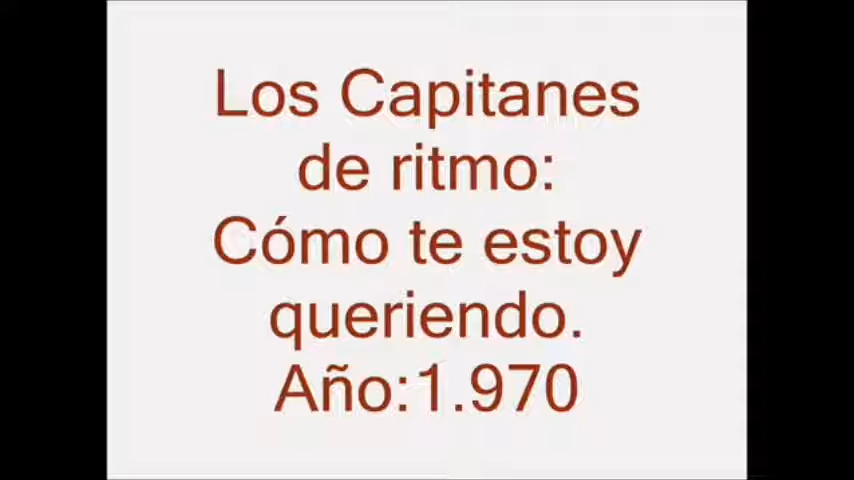 Los Capitanes
de ritmo:
Cómo te estoy
queriendo.
Año:1.970